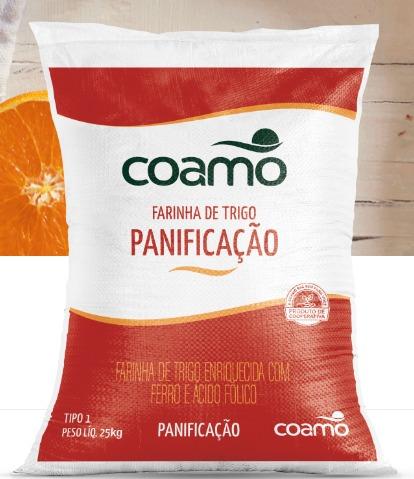 coamo
FARINHA DE TRIGO
PANIFICAÇÃO
PRODUTO DE
COOPERATIVA
FARINHA DE TRIGO ENRIQUECIDA COM
FERRO E ÁCIDO FÓLICO
TIPO 1
PESO LÍQ. 25kg
PANIFICAÇÃO
coamo